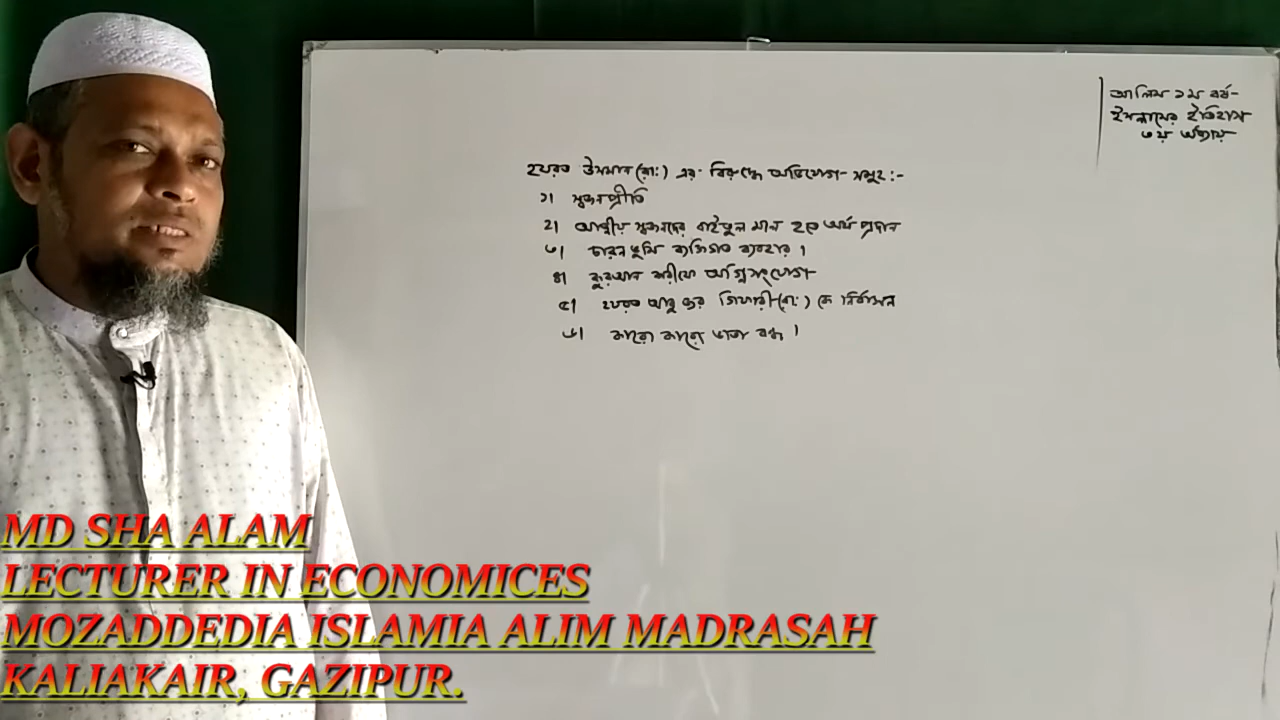 আলিম ১ম বর্ষ-
ইসলামের ইতিহাস
৩য় অধ্যায়
হযরত উসমান (রা:) এর বিরুদ্ধে অভিযোগ সমূহ :-
১। স্বজনপ্রীতি
২। আত্মীয় স্বজনদের বাইতুল মাল হতে অর্থ প্রদান
৩। চারন ভূমি ব্যক্তিগত ব্যবহার।
৪। কুরআন শরীফে অগ্নিসংযোগ
৫। হযরত আবু জর গিফারী (রা:) কে নির্বাসন
৬। কারো কারো ভাতা বন্ধ।
MD SHA ALAM
LECTURER IN ECONOMICES
MOZADDEDIA ISLAMIA ALIM MADRASAH
KALIAKAIR, GAZIPUR.